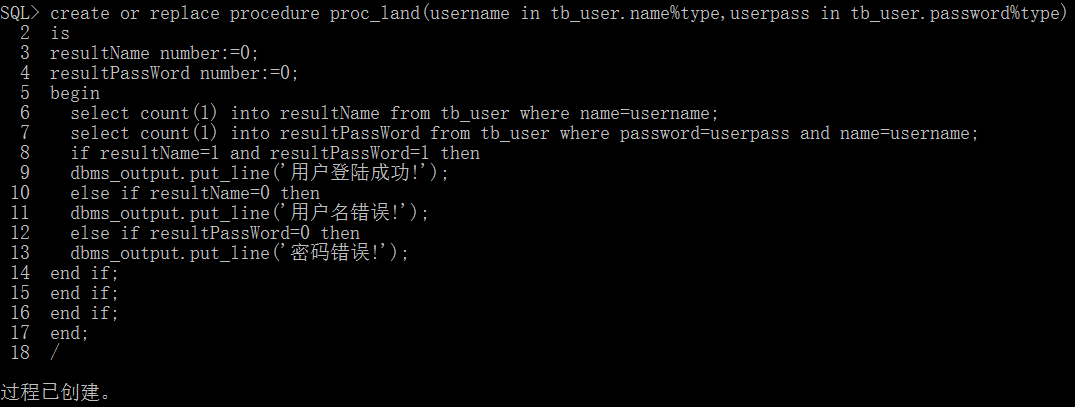 SQL> create or replace procedure proc_land(username in tb_user.name%type,userpass in tb_user.password%type)
  2  is
  3  resultName number:=0;
  4  resultPassWord number:=0;
  5  begin
  6    select count(1) into resultName from tb_user where name=username;
  7    select count(1) into resultPassWord from tb_user where password=userpass and name=username;
  8    if resultName=1 and resultPassWord=1 then
  9    dbms_output.put_line('用户登陆成功!');
 10    else if resultName=0 then
 11    dbms_output.put_line('用户名错误!');
 12    else if resultPassWord=0 then
 13    dbms_output.put_line('密码错误!');
 14  end if;
 15  end if;
 16  end if;
 17  end;
 18  /
过程已创建。